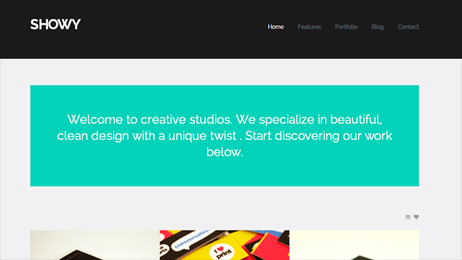 SHOWY
Home Features Portfolio Blog Contact
Welcome to creative studios. We specialize in beautiful,
clean design with a unique twist . Start discovering our work
below.
I ♥
print